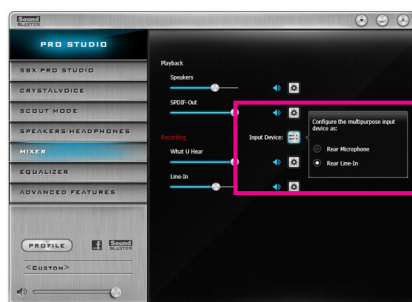 Sound
BLASTER
PRO STUDIO
SBX PRO STUDIO
CRYSTALVOICE
SCOUT MODE
SPEAKERS/HEADPHONES
MIXER
EQUALIZER
ADVANCED FEATURES
PROFILE
f
Sound
BLASTER
<CUSTOM>
Playback
Speakers
SPDIF-Out
Recording
Input Device:
What U Hear
Line-In
Configure the multipurpose input
device as:
Rear Microphone
Rear Line-In